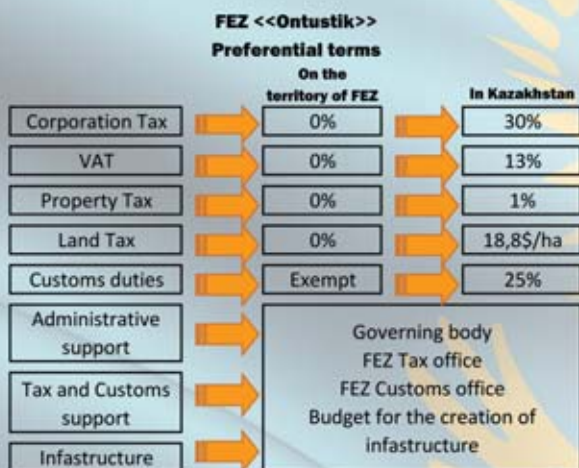 FEZ <<Ontustik>>
Preferential terms
On the
territory of FEZ
In Kazakhstan
Corporation Tax 0% 30%
VAT 0% 13%
Property Tax 0% 1%
Land Tax 0% 18,8$/ha
Customs duties Exempt 25%
Administrative
support
Tax and Customs
support
Infastructure
Governing body
FEZ Tax office
FEZ Customs office
Budget for the creation of
infastructure